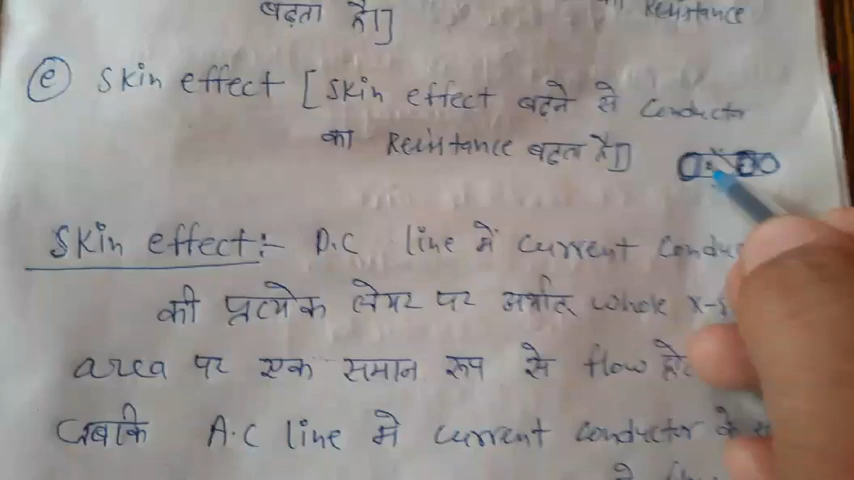 बढ़ता है।] Resistance
(e) Skin effect [Skin effect बढ़ने से Conductor
का Resistance बढ़ता है।]
Skin effect:- D.C line में current
की प्रत्येक लेयर पर अर्थात whole
area पर एक समान रूप से flow
जबकि A.C line मे current conductor के